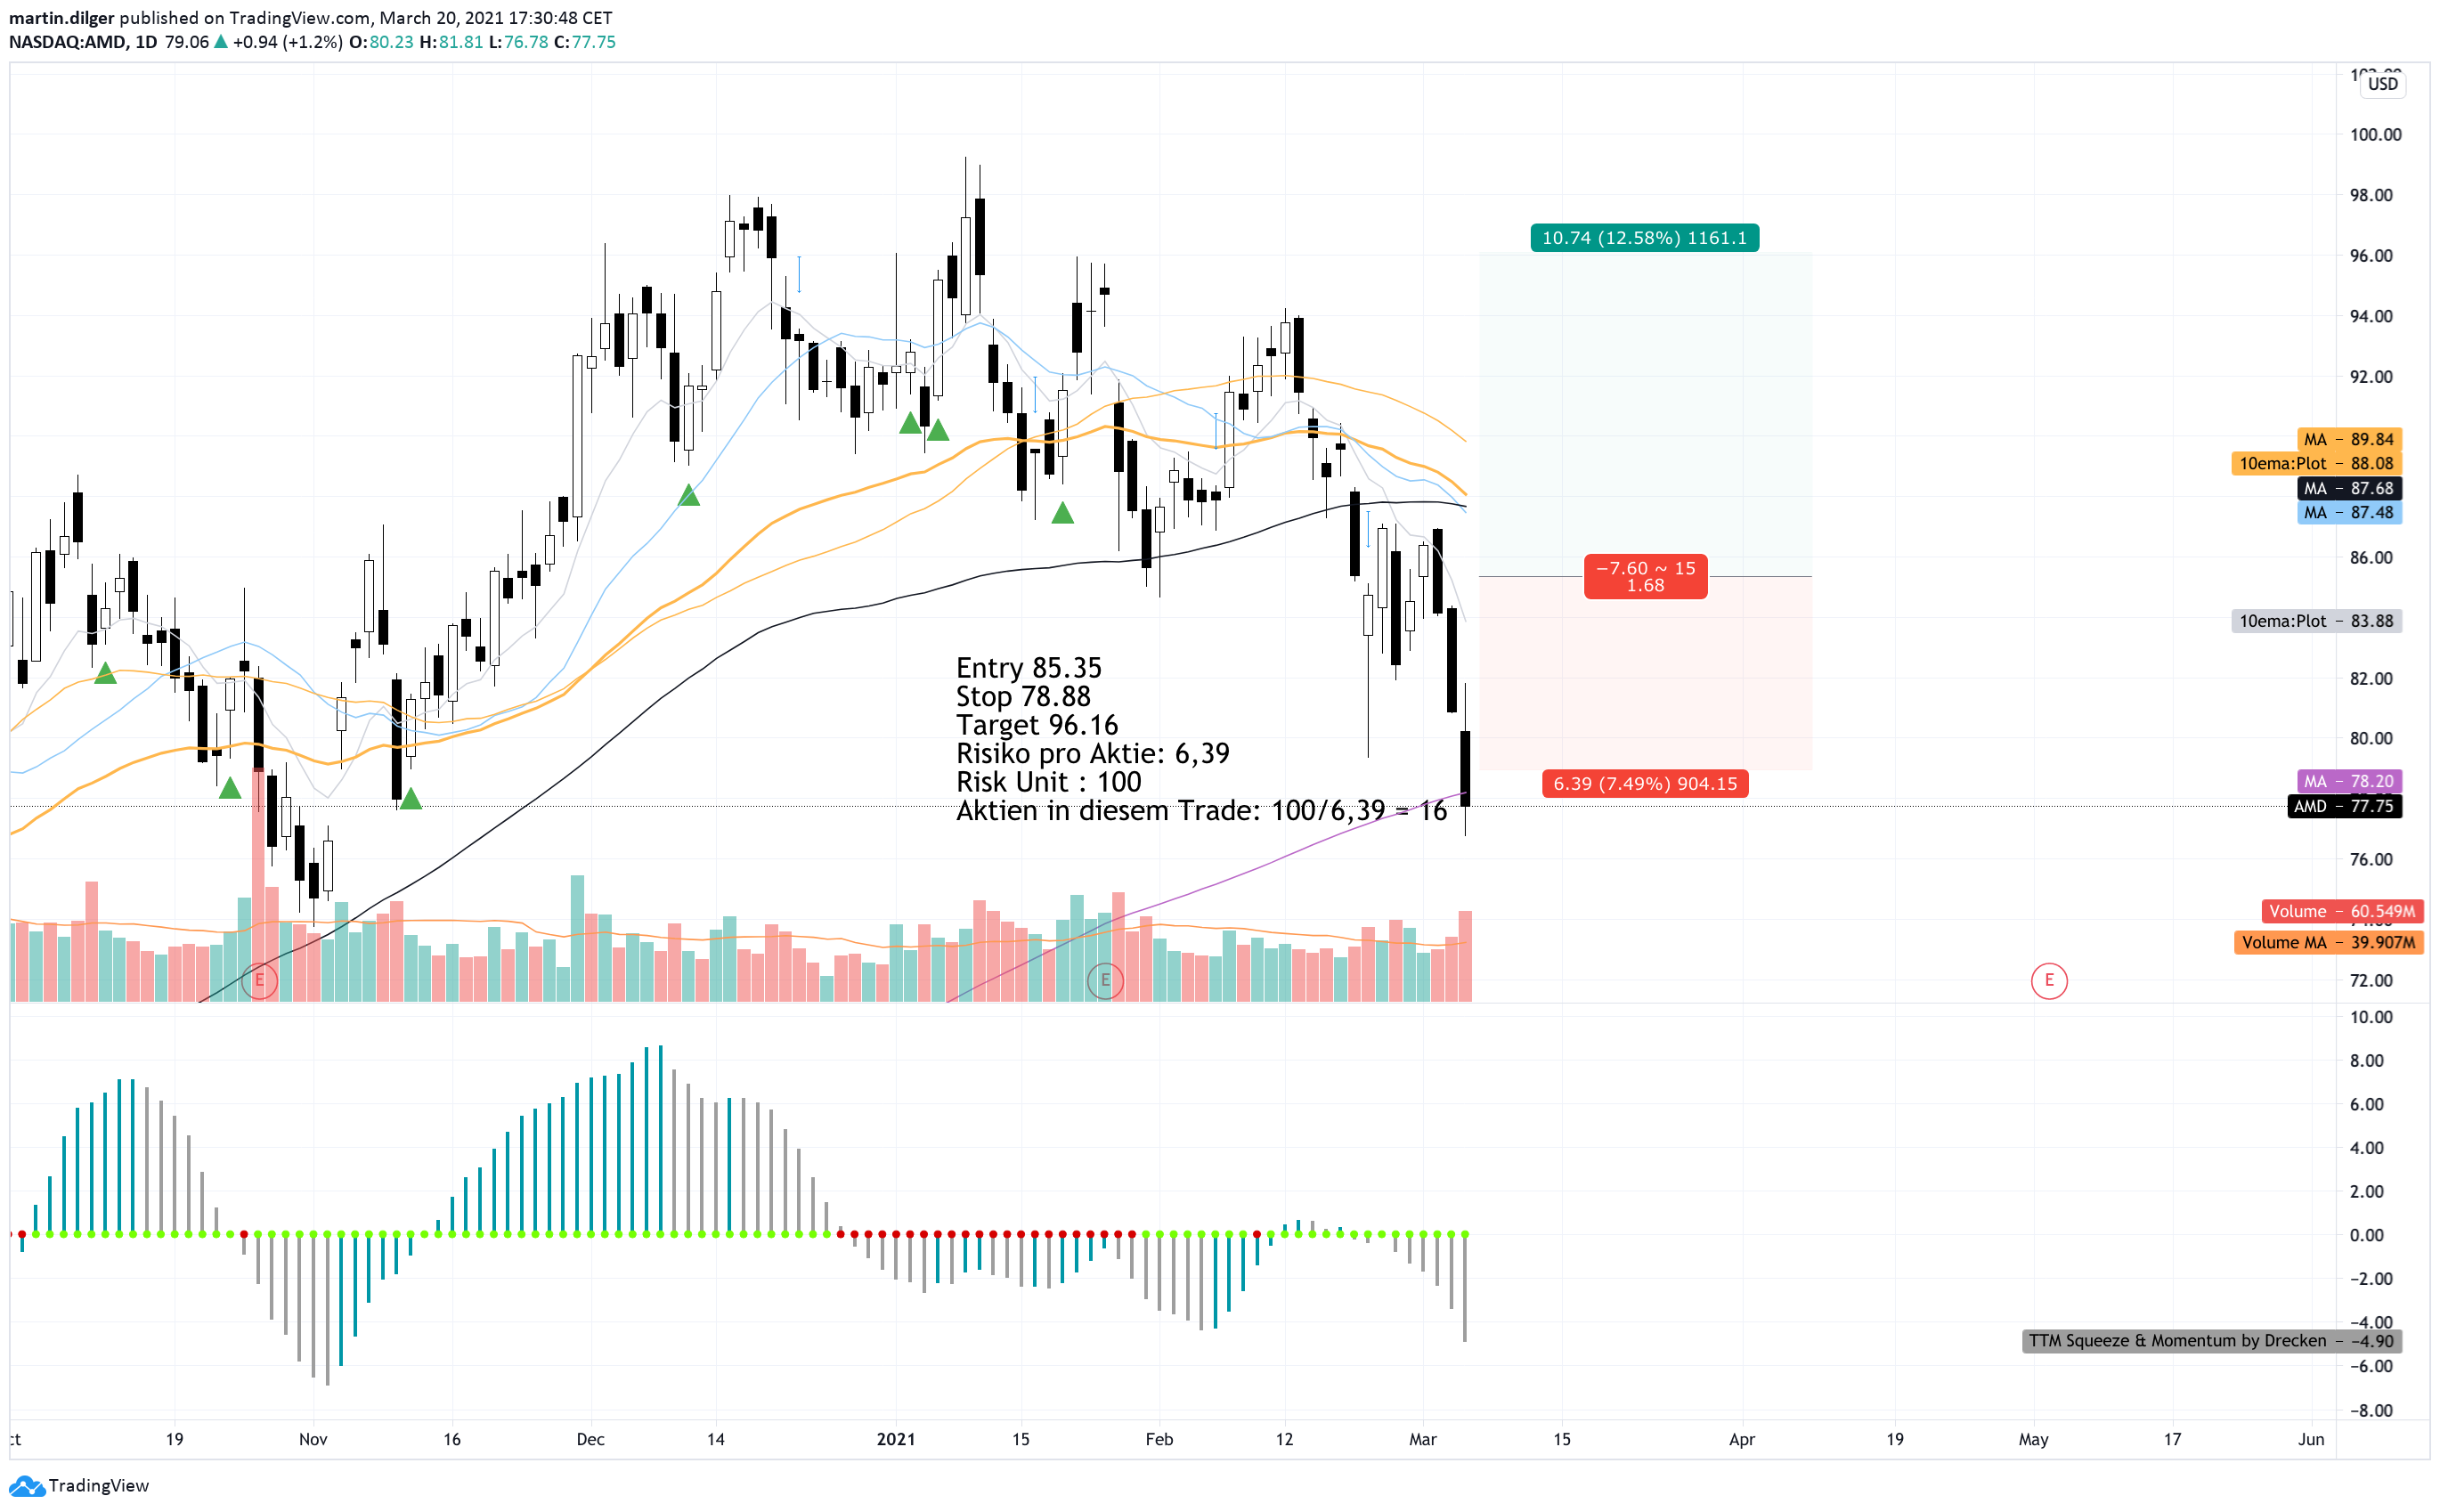 martin.dilger published on TradingView.com, March 20, 2021 17:30:48 CET
NASDAQ:AMD, 1D 79.06 ▲ +0.94 (+1.2%) O:80.23 H:81.81 L:76.78 C:77.75
USD
100.00
98.00
10.74 (12.58%) 1161.1
96.00
94.00
92.00
MA − 89.84
10ema:Plot − 88.08
MA − 87.68
MA − 87.48
86.00
−7.60 ~ 15
1.68
10ema:Plot − 83.88
Entry 85.35
82.00
Stop 78.88
Target 96.16
80.00
Risiko pro Aktie: 6,39
Risk Unit : 100
6.39 (7.49%) 904.15
MA − 78.20
AMD − 77.75
Aktien in diesem Trade: 100/6,39 = 16
76.00
Volume − 60.549M
Volume MA − 39.907M
E
E
E
72.00
10.00
8.00
6.00
4.00
2.00
0.00
−2.00
−4.00
TTM Squeeze & Momentum by Drecken − −4.90
−6.00
−8.00
19 Nov 16 Dec 14 2021 15 Feb 12 Mar 15 Apr 19 May 17 Jun
TradingView